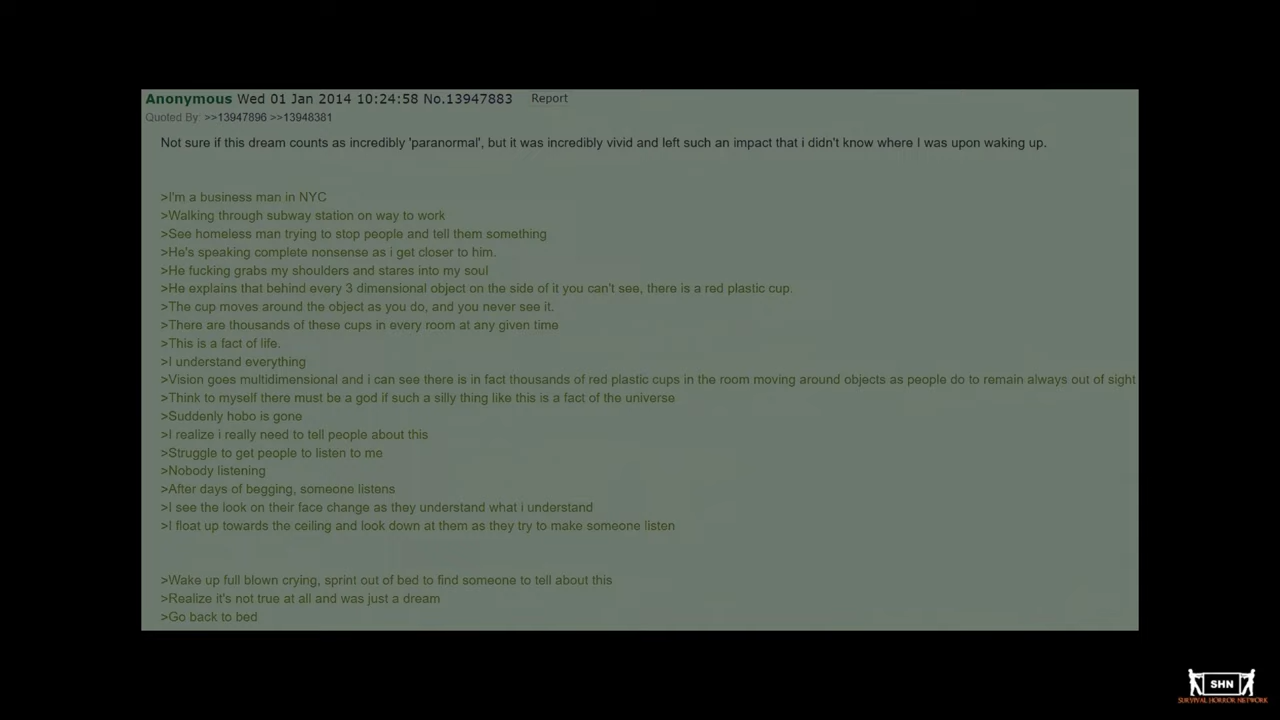 Anonymous Wed 01 Jan 2014 10:24:58 No.13947883 Report
Quoted By: >>13947896 >>13948381
Not sure if this dream counts as incredibly 'paranormal', but it was incredibly vivid and left such an impact that i didn't know where I was upon waking up.
>I'm a business man in NYC
>Walking through subway station on way to work
>See homeless man trying to stop people and tell them something
>He's speaking complete nonsense as i get closer to him.
>He fucking grabs my shoulders and stares into my soul
>He explains that behind every 3 dimensional object on the side of it you can't see, there is a red plastic cup.
>The cup moves around the object as you do, and you never see it.
>There are thousands of these cups in every room at any given time
>This is a fact of life.
>I understand everything
>Vision goes multidimensional and i can see there is in fact thousands of red plastic cups in the room moving around objects as people do to remain always out of sight
>Think to myself there must be a god if such a silly thing like this is a fact of the universe
>Suddenly hobo is gone
>I realize i really need to tell people about this
>Struggle to get people to listen to me
>Nobody listening
>After days of begging, someone listens
>I see the look on their face change as they understand what i understand
>I float up towards the ceiling and look down at them as they try to make someone listen
>Wake up full blown crying, sprint out of bed to find someone to tell about this
>Realize it's not true at all and was just a dream
>Go back to bed
SHN
SURVIVAL HORROR NETWORK